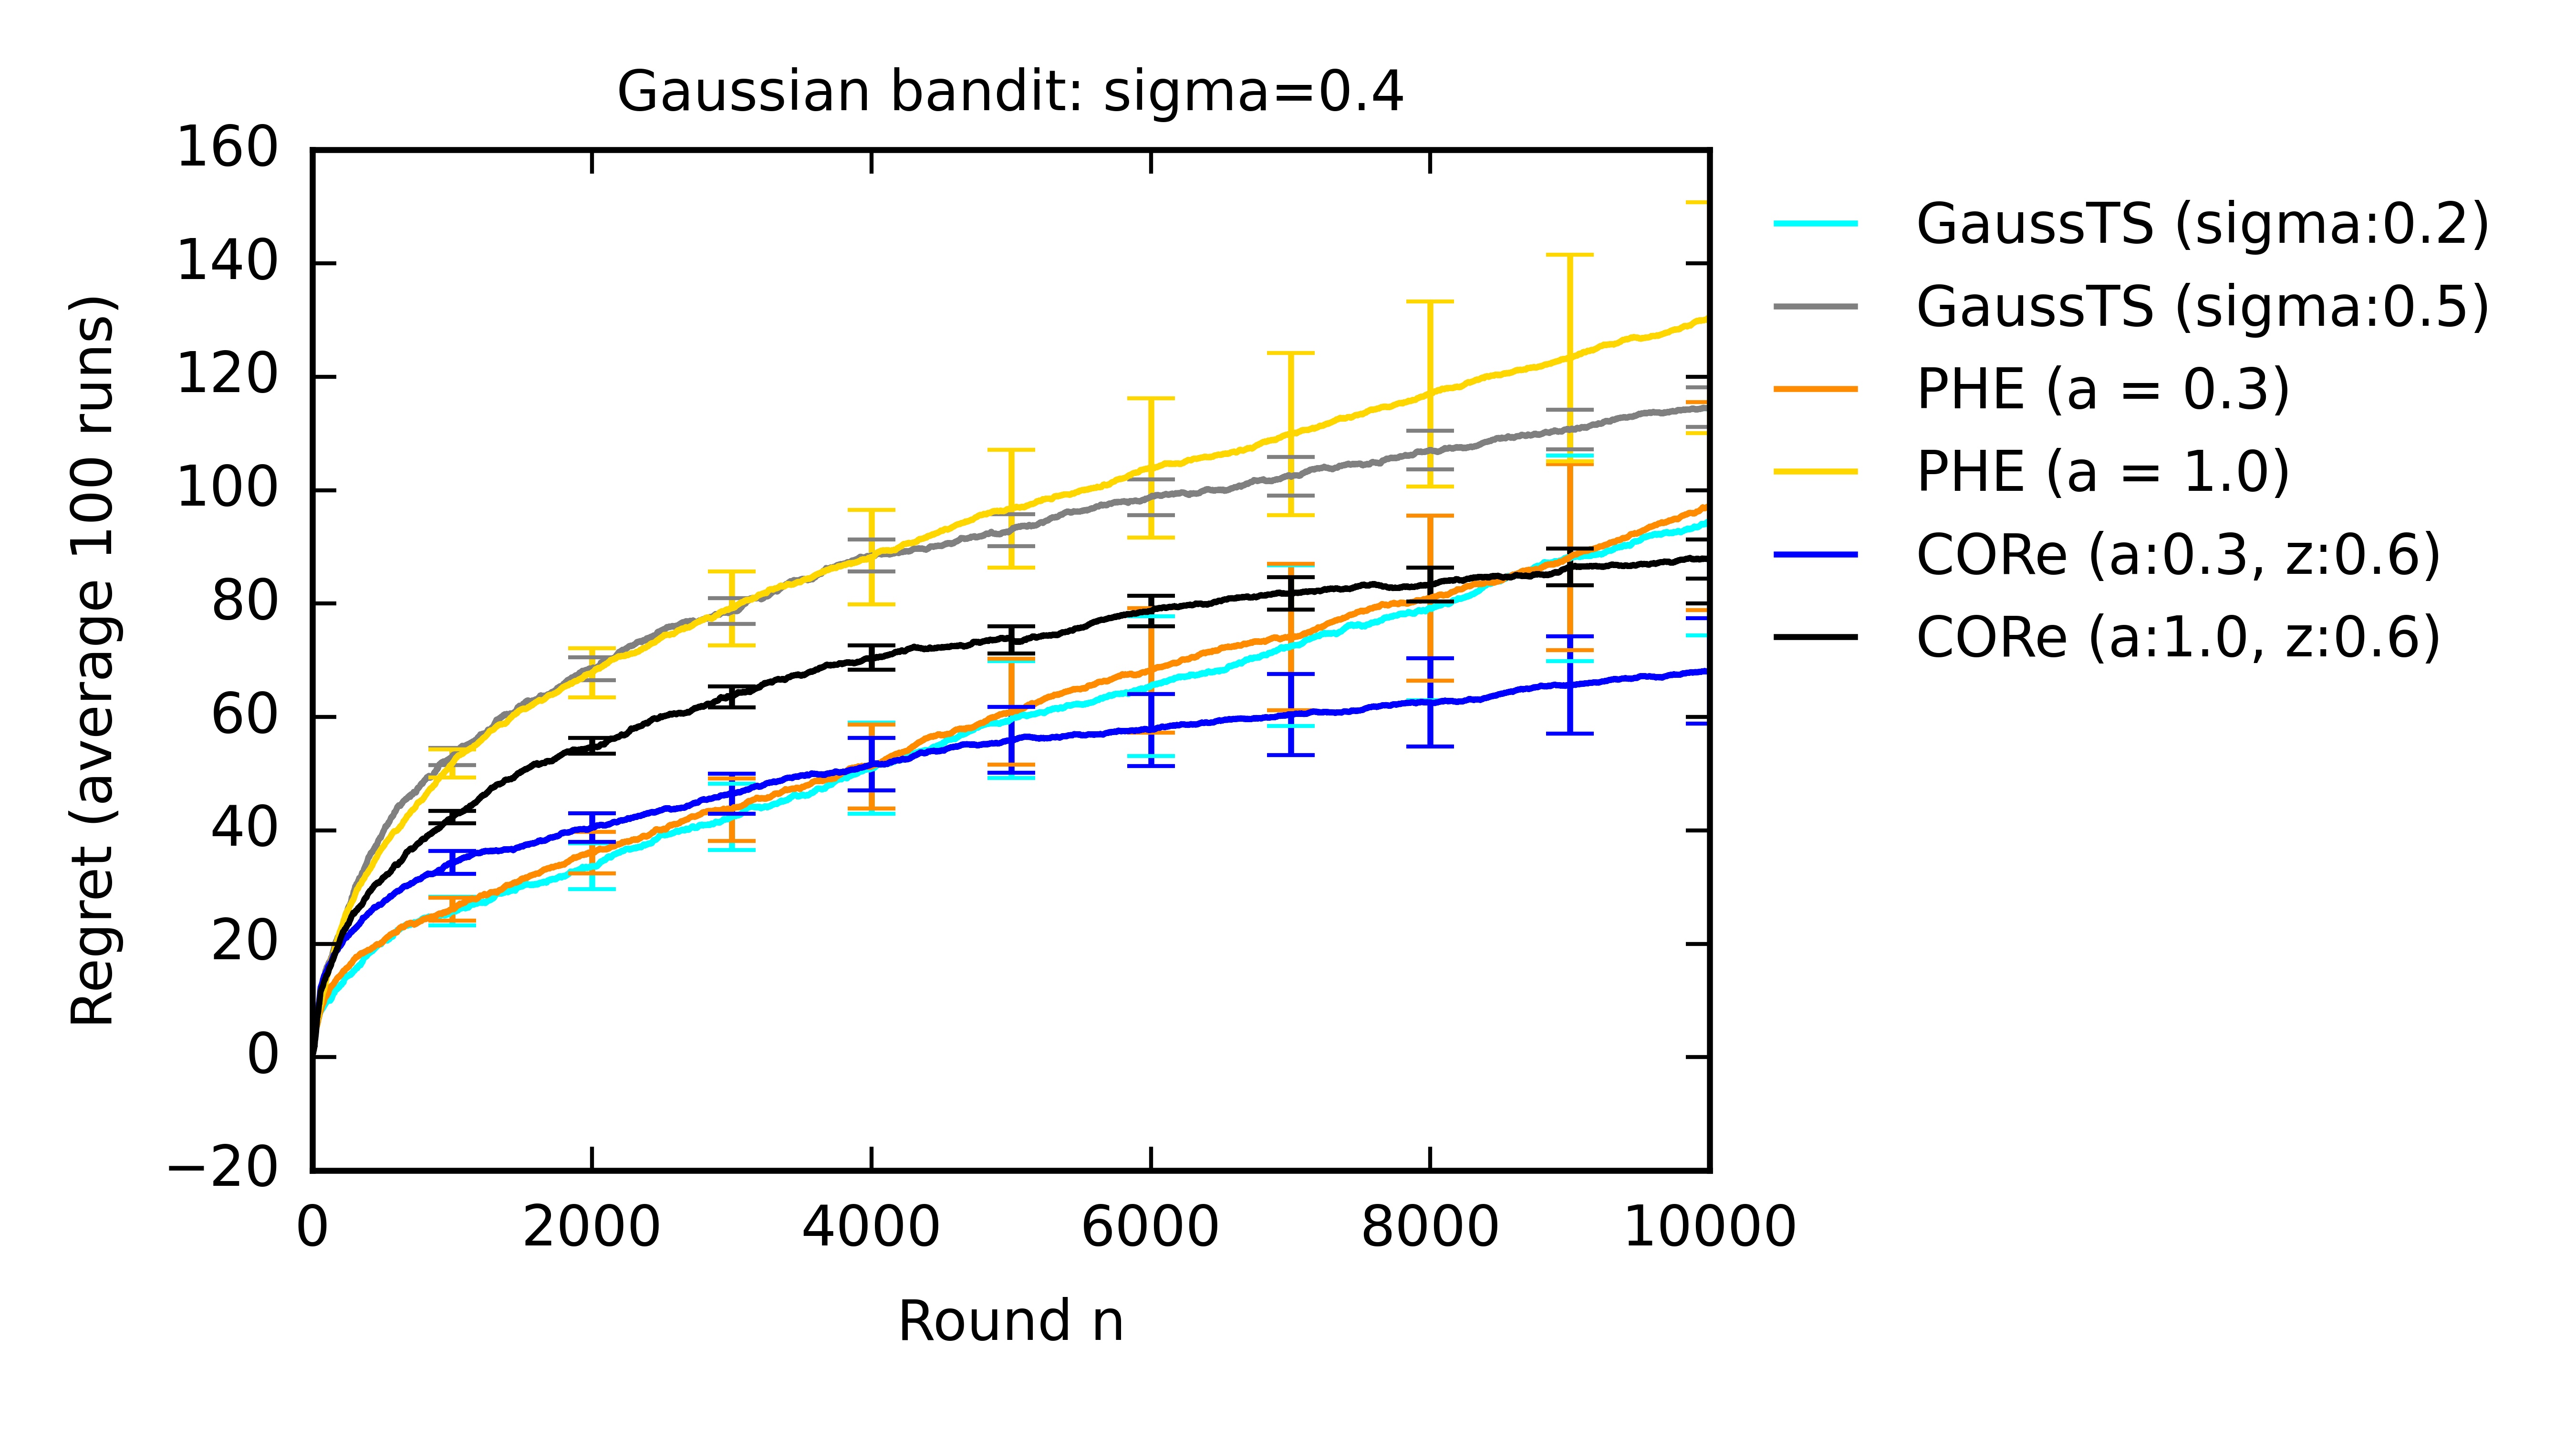 Gaussian bandit: sigma=0.4
160
140
120
100
80
60
40
20
0
−20
Regret (average 100 runs)
0 2000 4000 6000 8000 10000
Round n
GaussTS (sigma:0.2)
GaussTS (sigma:0.5)
PHE (a = 0.3)
PHE (a = 1.0)
CORe (a:0.3, z:0.6)
CORe (a:1.0, z:0.6)